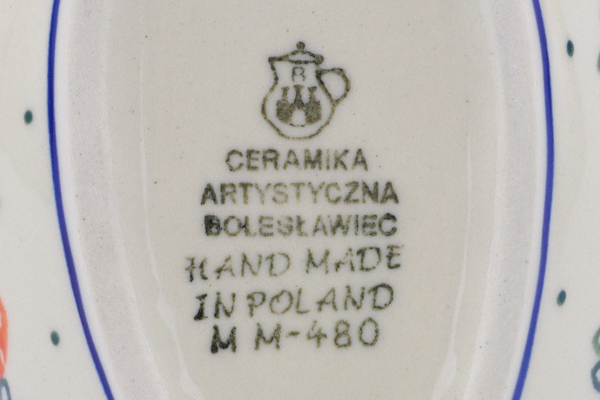 R
CERAMIKA
ARTYSTYCZNA
BOLESŁAWIEC
HAND MADE
IN POLAND
M M-480